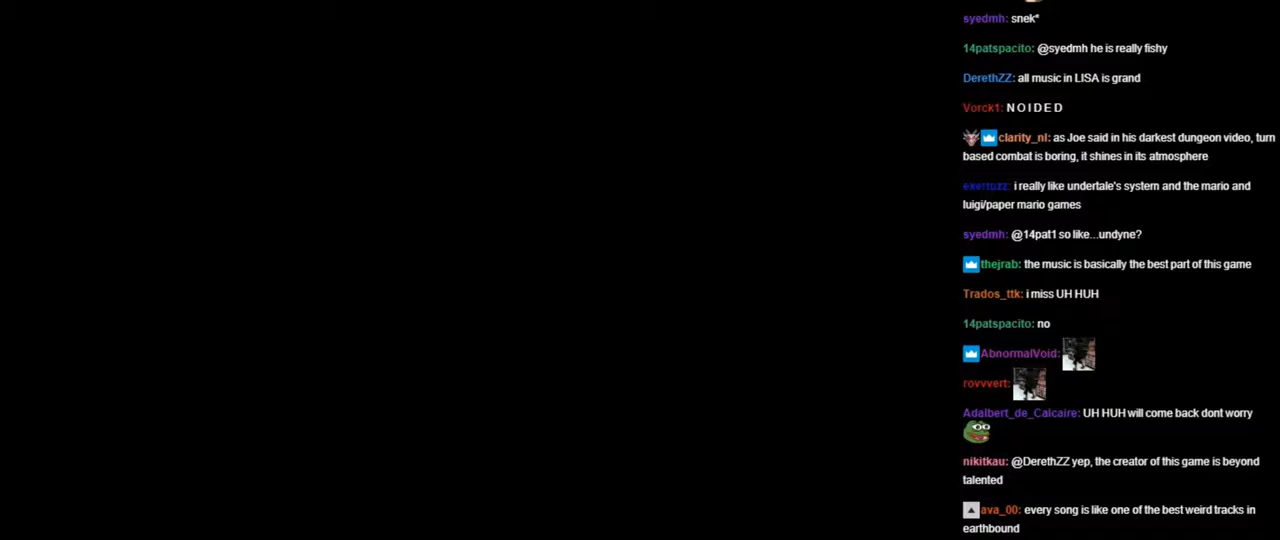 syedmh: snek*
14patspacito: @syedmh he is really fishy
DerethZZ: all music in LISA is grand
Vorck1: N O I D E D
clarity_nl: as Joe said in his darkest dungeon video, turn
based combat is boring, it shines in its atmosphere
exertuzz: i really like undertale's system and the mario and
luigi/paper mario games
syedmh: @14pat1 so like...undyne?
thejrab: the music is basically the best part of this game
Trados_ttk: i miss UH HUH
14patspacito: no
AbnormalVoid:
rovvvert:
Adalbert_de_Calcaire: UH HUH will come back dont worry
nikitkau: @DerethZZ yep, the creator of this game is beyond
talented
ava_00: every song is like one of the best weird tracks in
earthbound